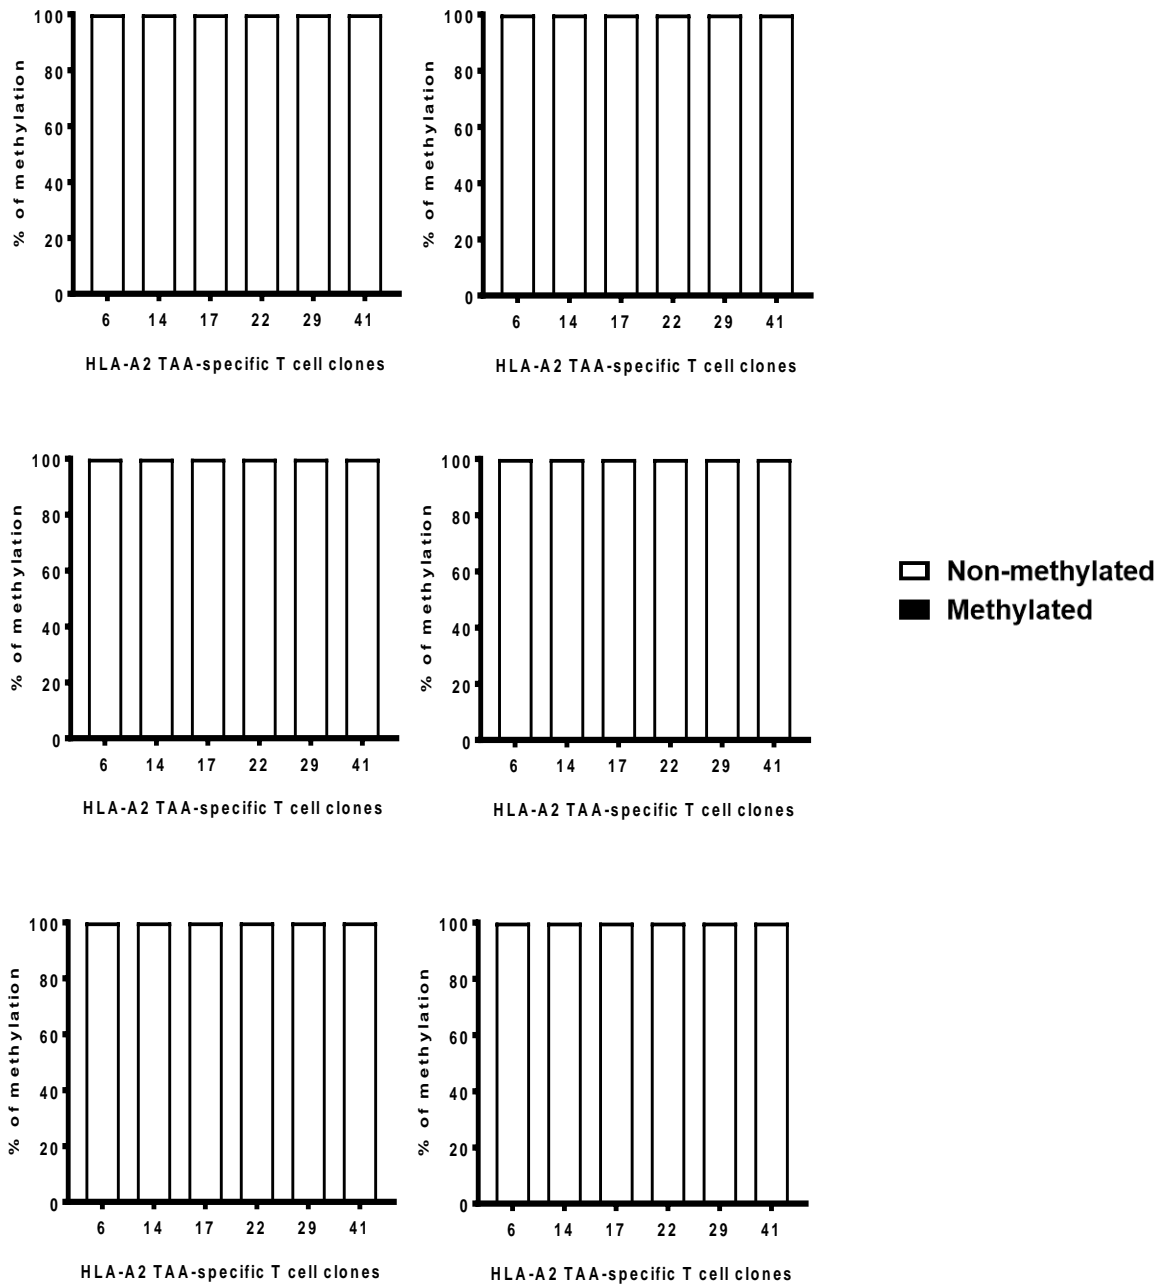 % of methylation
100
80
60
40
20
0
6 14 17 22 29 41
HLA-A2 TAA-specific T cell clones
% of methylation
100
80
60
40
20
0
6 14 17 22 29 41
HLA-A2 TAA-specific T cell clones
% of methylation
100
80
60
40
20
0
6 14 17 22 29 41
HLA-A2 TAA-specific T cell clones
% of methylation
100
80
60
40
20
0
6 14 17 22 29 41
HLA-A2 TAA-specific T cell clones
Non-methylated
Methylated
% of methylation
100
80
60
40
20
0
6 14 17 22 29 41
HLA-A2 TAA-specific T cell clones
% of methylation
100
80
60
40
20
0
6 14 17 22 29 41
HLA-A2 TAA-specific T cell clones